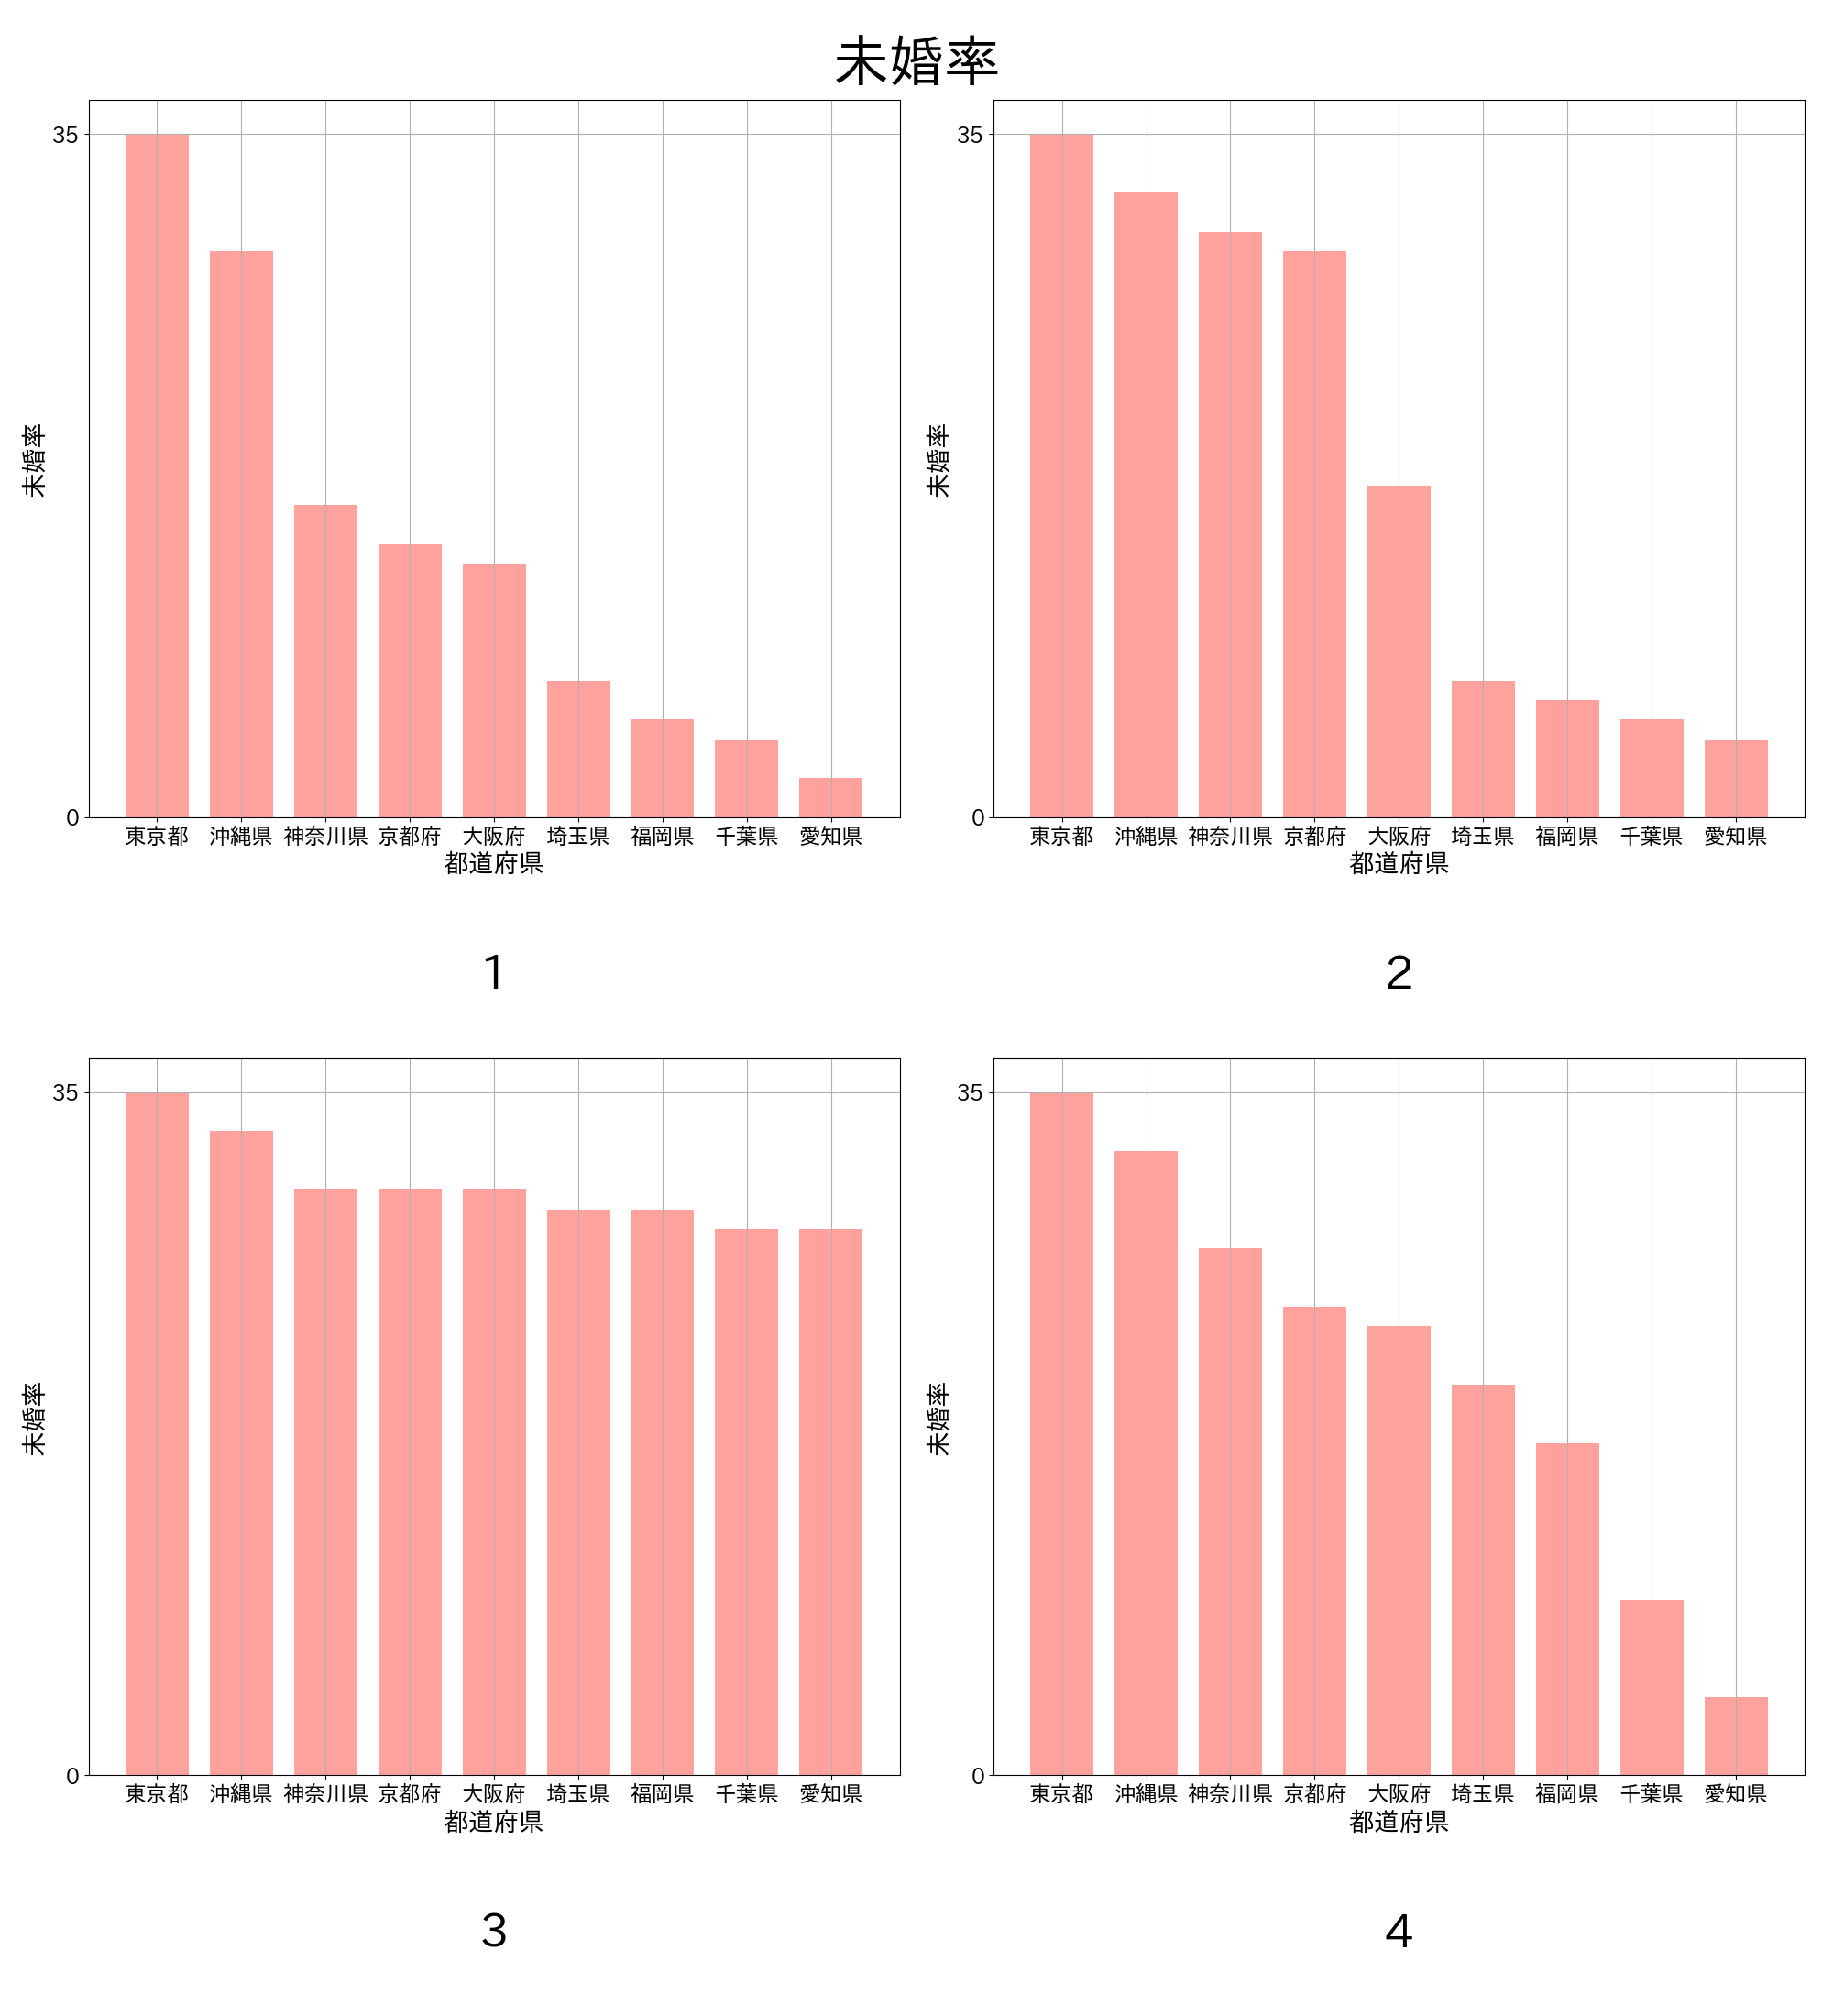 未婚率
35
0
未婚率
東京都 沖縄県 神奈川県 京都府 大阪府 埼玉県 福岡県 千葉県 愛知県
都道府県
1
35
0
未婚率
東京都 沖縄県 神奈川県 京都府 大阪府 埼玉県 福岡県 千葉県 愛知県
都道府県
2
35
0
未婚率
東京都 沖縄県 神奈川県 京都府 大阪府 埼玉県 福岡県 千葉県 愛知県
都道府県
3
35
0
未婚率
東京都 沖縄県 神奈川県 京都府 大阪府 埼玉県 福岡県 千葉県 愛知県
都道府県
4